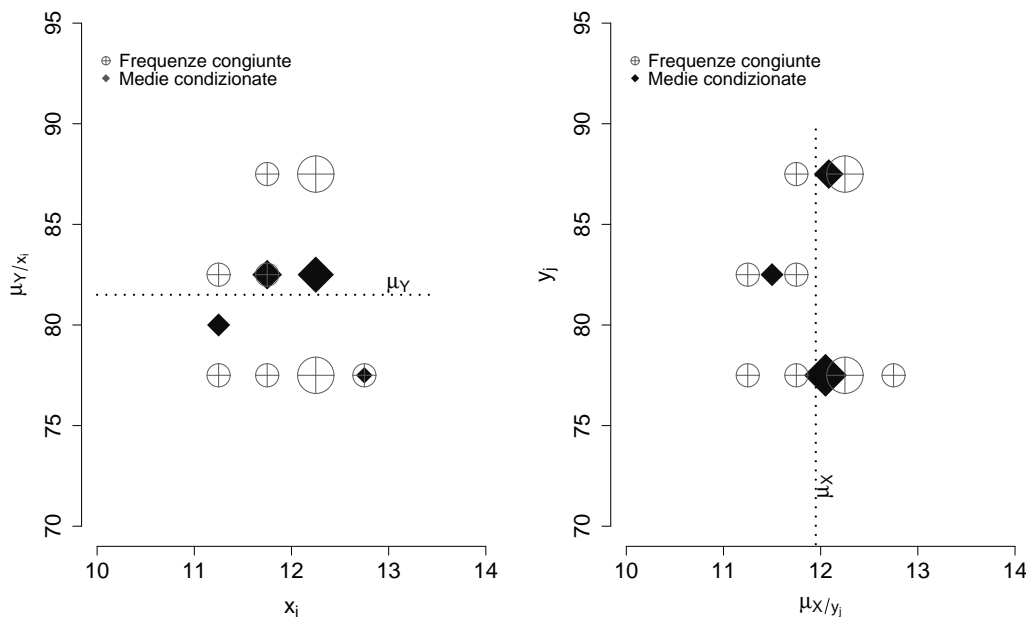 95
90
85
80
75
70
μY/xi
Frequenze congiunte
Medie condizionate
μY
10
11
12
13
14
xi
95
90
85
80
75
70
yj
Frequenze congiunte
Medie condizionate
μX
10
11
12
13
14
μX/yj